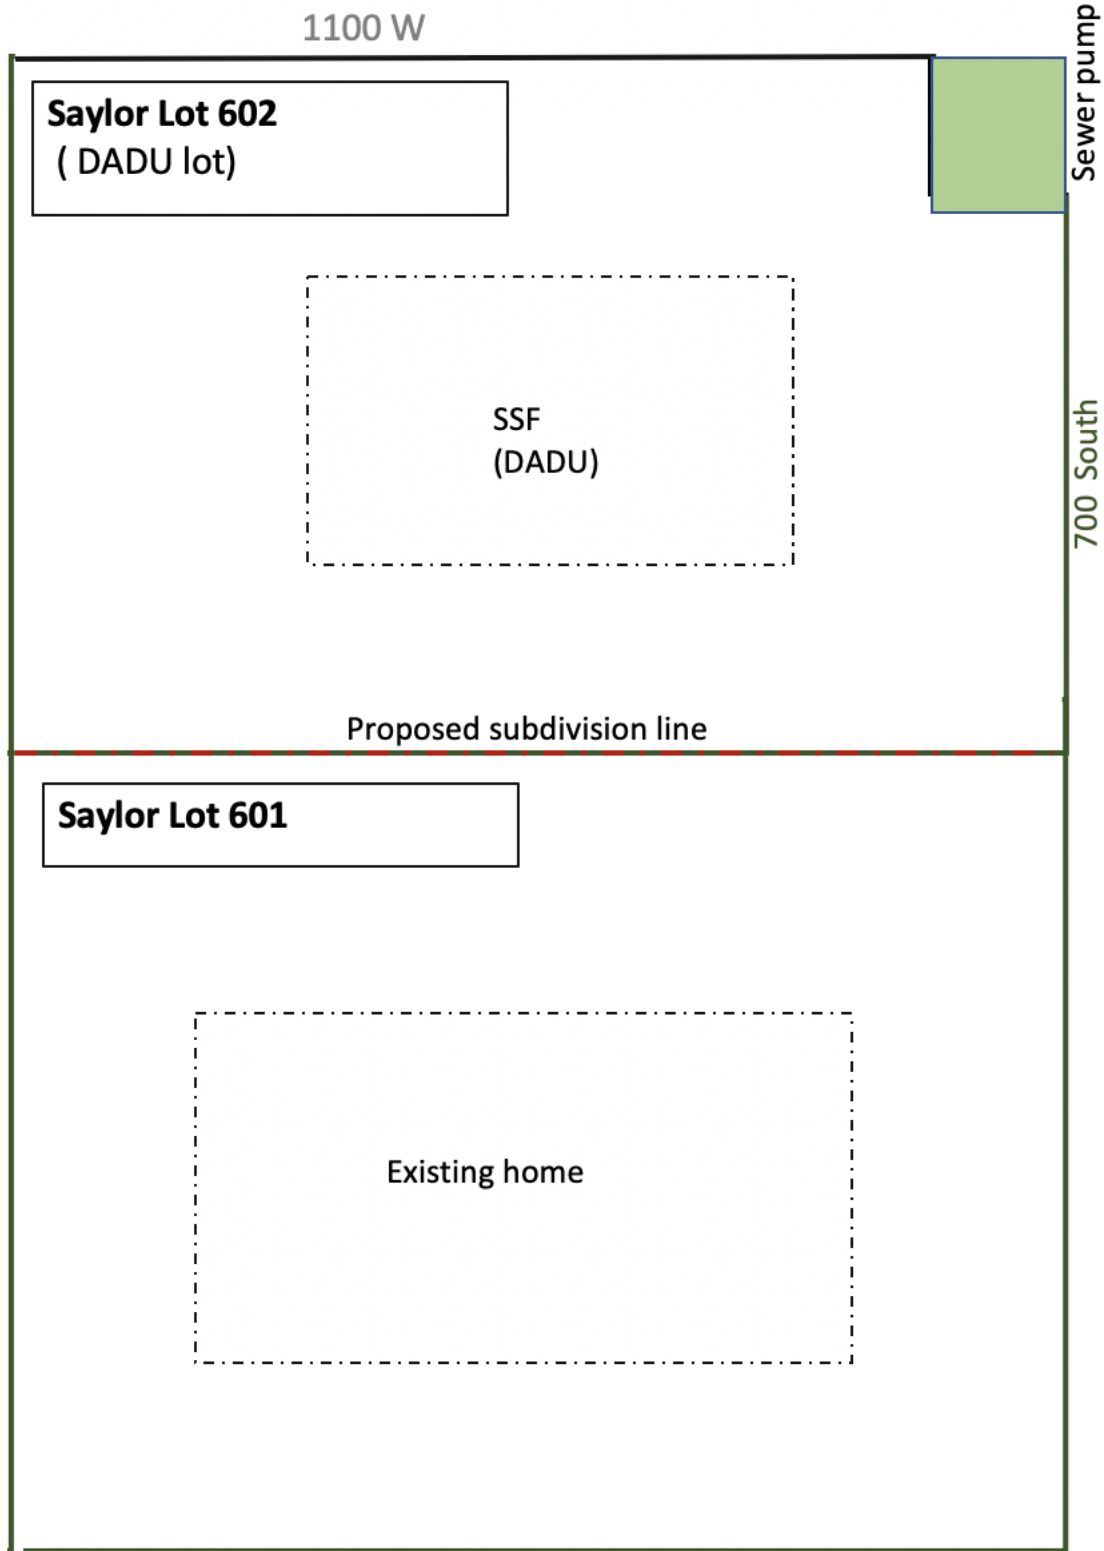 1100 W
Sewer pump
Saylor Lot 602
( DADU lot)
SSF
(DADU)
700 South
Proposed subdivision line
Saylor Lot 601
Existing home